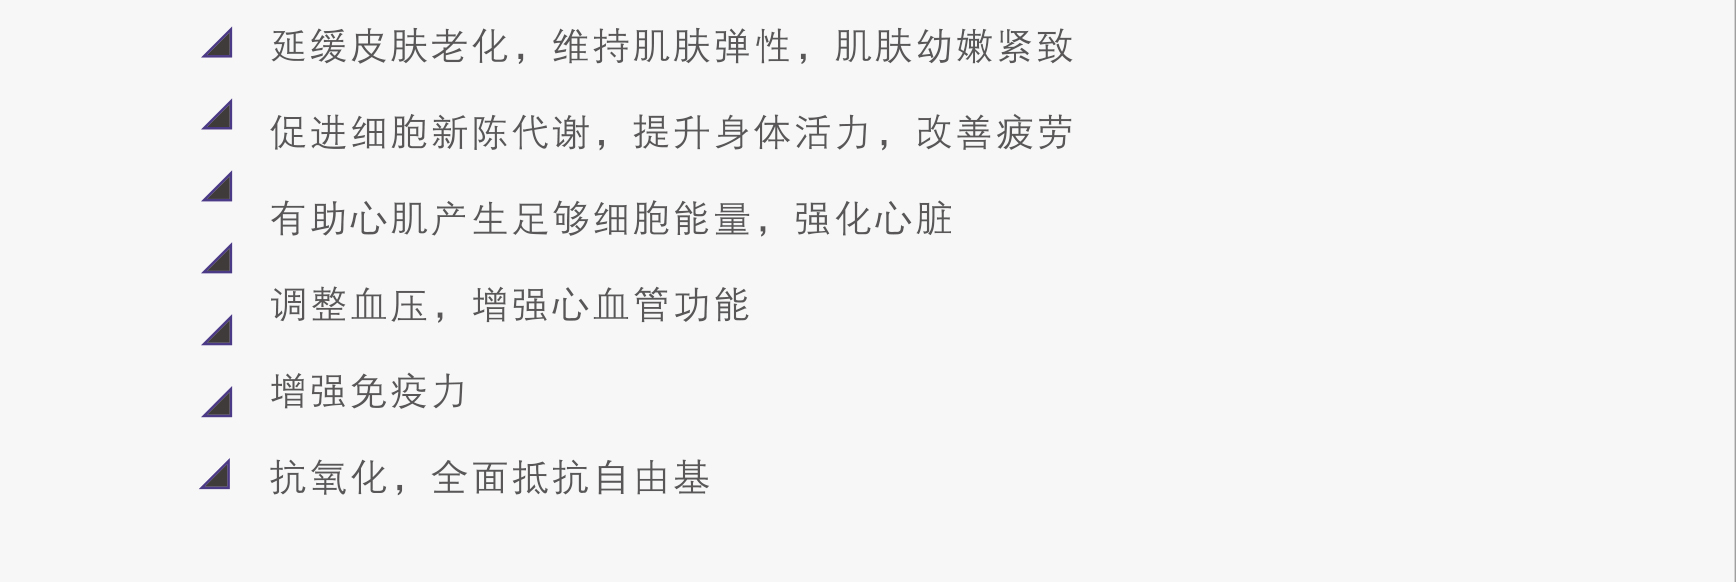 延缓皮肤老化，维持肌肤弹性，肌肤幼嫩紧致
促进细胞新陈代谢，提升身体活力，改善疲劳
有助心肌产生足够细胞能量，强化心脏
调整血压，增强心血管功能
增强免疫力
抗氧化，全面抵抗自由基